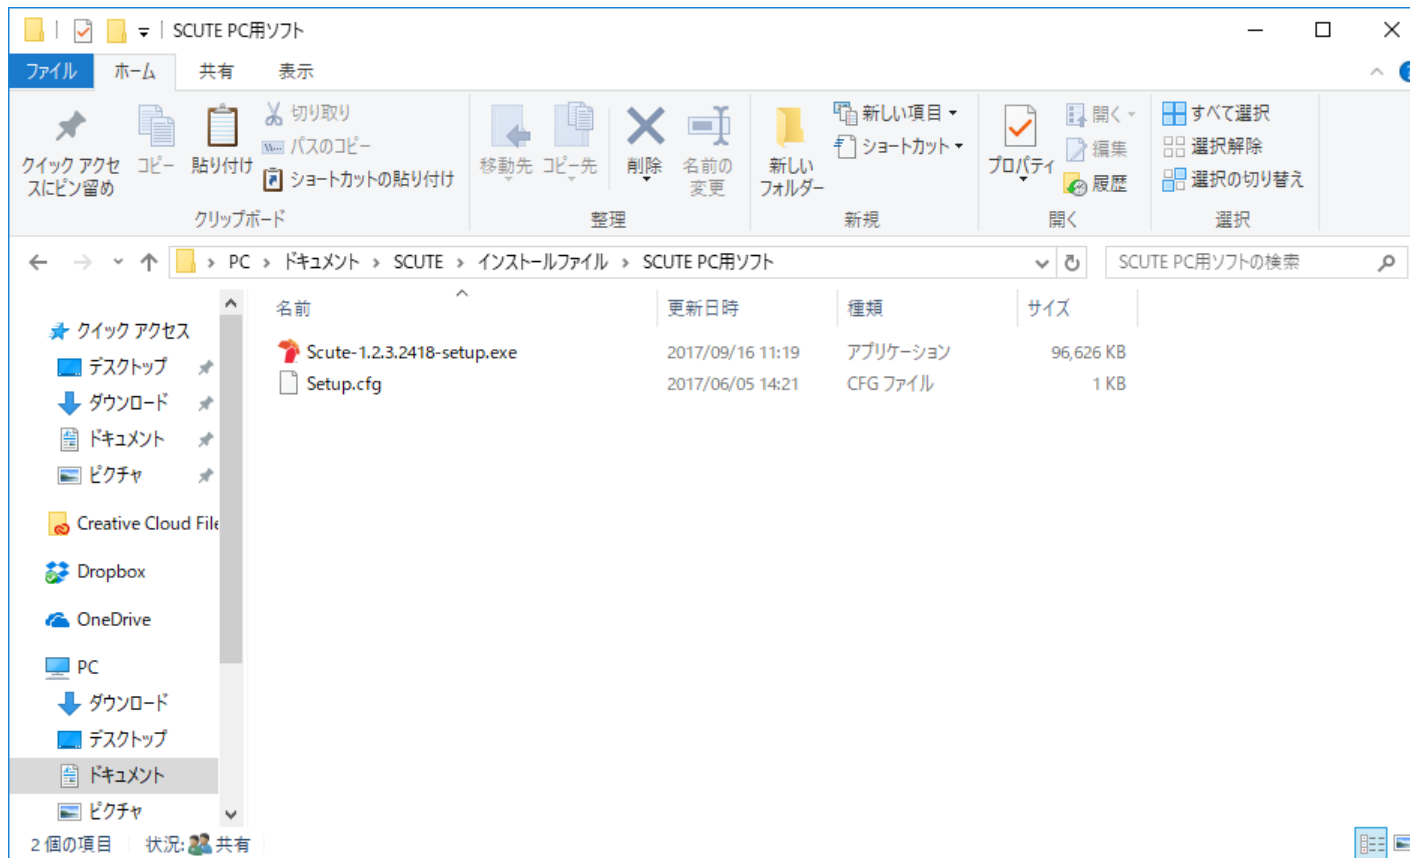 SCUTE PC用ソフト
ファイル ホーム 共有 表示
クイック アクセスにピン留め
コピー
貼り付け
切り取り
パスのコピー
ショートカットの貼り付け
クリップボード
移動先
コピー先
削除
名前の変更
整理
新しいフォルダー
新しい項目
ショートカット
新規
プロパティ
開く
編集
履歴
開く
すべて選択
選択解除
選択の切り替え
選択
PC › ドキュメント › SCUTE › インストールファイル › SCUTE PC用ソフト
SCUTE PC用ソフトの検索
クイック アクセス
デスクトップ
ダウンロード
ドキュメント
ピクチャ
Creative Cloud File
Dropbox
OneDrive
PC
ダウンロード
デスクトップ
ドキュメント
ピクチャ
名前 更新日時 種類 サイズ
Scute-1.2.3.2418-setup.exe 2017/09/16 11:19 アプリケーション 96,626 KB
Setup.cfg 2017/06/05 14:21 CFG ファイル 1 KB
2 個の項目 状況: 共有